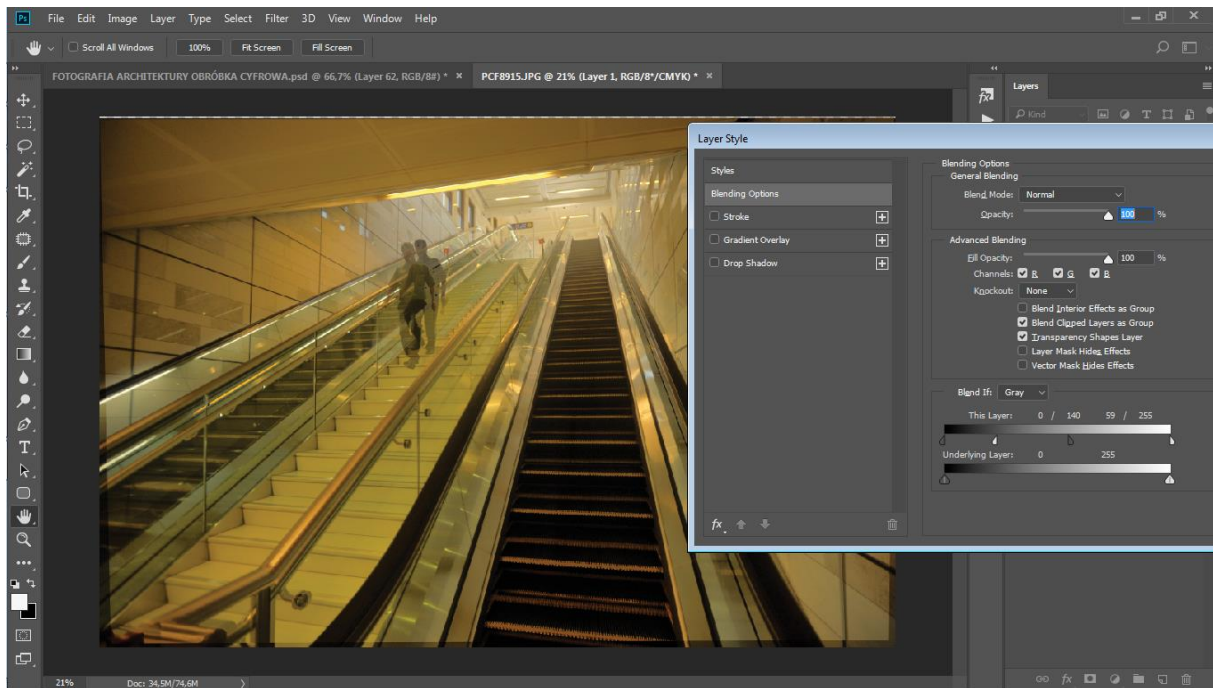 Ps File Edit Image Layer Type Select Filter 3D View Window Help
Scroll All Windows 100% Fit Screen Fill Screen
FOTOGRAFIA ARCHITEKTURY OBRÓBKA CYFROWA.psd @ 66,7% (Layer 62, RGB/8#) * × PCF8915.JPG @ 21% (Layer 1, RGB/8*/CMYK) * ×
Layers
Kind
Layer Style
Styles
Blending Options
Stroke
Gradient Overlay
Drop Shadow
fx
Blending Options
General Blending
Blend Mode: Normal
Opacity: 100 %
Advanced Blending
Fill Opacity: 100 %
Channels: R G B
Knockout: None
Blend Interior Effects as Group
Blend Clipped Layers as Group
Transparency Shapes Layer
Layer Mask Hides Effects
Vector Mask Hides Effects
Blend If: Gray
This Layer: 0 / 140 59 / 255
Underlying Layer: 0 255
21% Doc: 34,5M/74,6M
fx